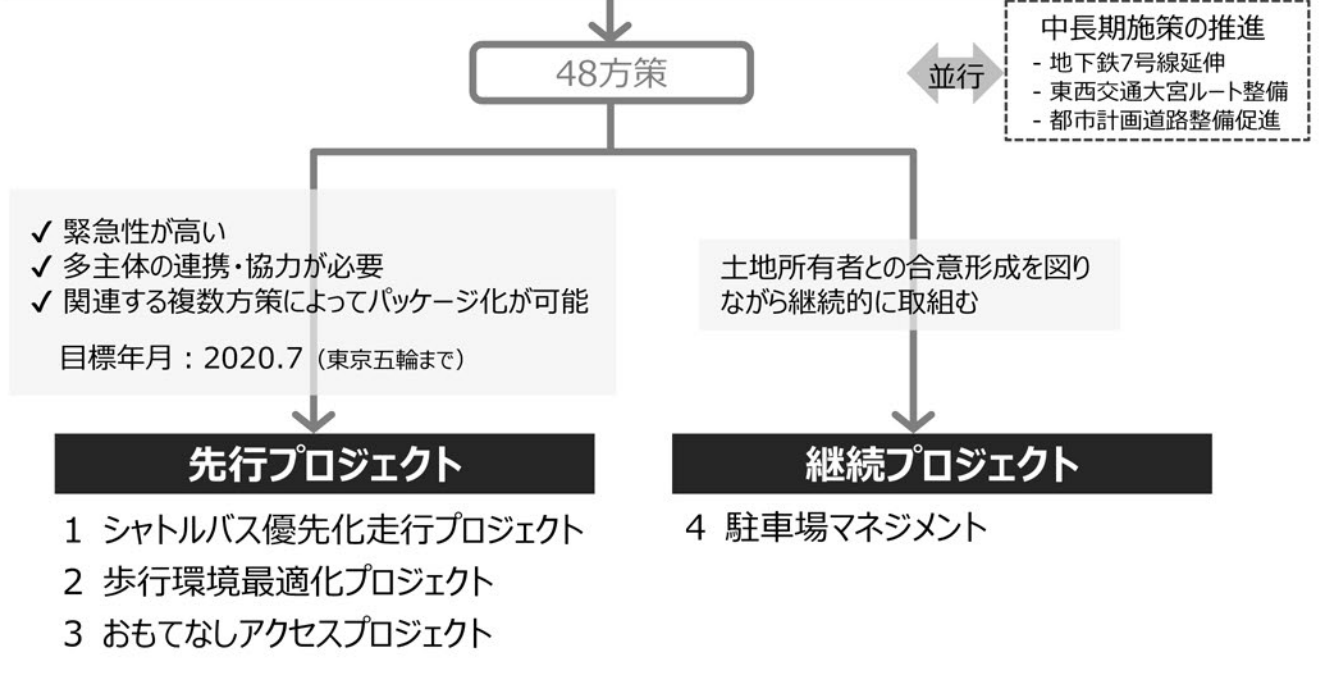 48方策
並行
中長期施策の推進
- 地下鉄7号線延伸
- 東西交通大宮ルート整備
- 都市計画道路整備促進
✓ 緊急性が高い
✓ 多主体の連携・協力が必要
✓ 関連する複数方策によってパッケージ化が可能
目標年月：2020.7（東京五輪まで）
土地所有者との合意形成を図り
ながら継続的に取組む
先行プロジェクト
1 シャトルバス優先化走行プロジェクト
2 歩行環境最適化プロジェクト
3 おもてなしアクセスプロジェクト
継続プロジェクト
4 駐車場マネジメント